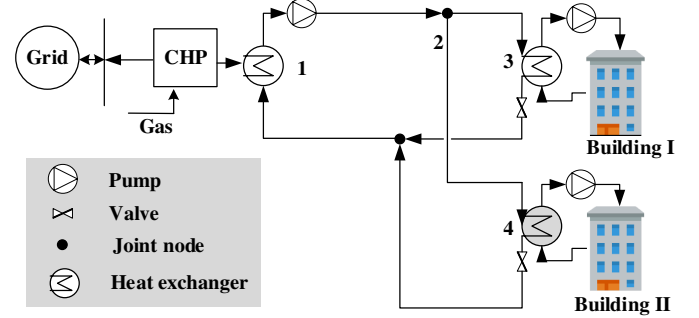 Grid
CHP
Gas
1
2
3
Building I
4
Building II
Pump
Valve
Joint node
Heat exchanger